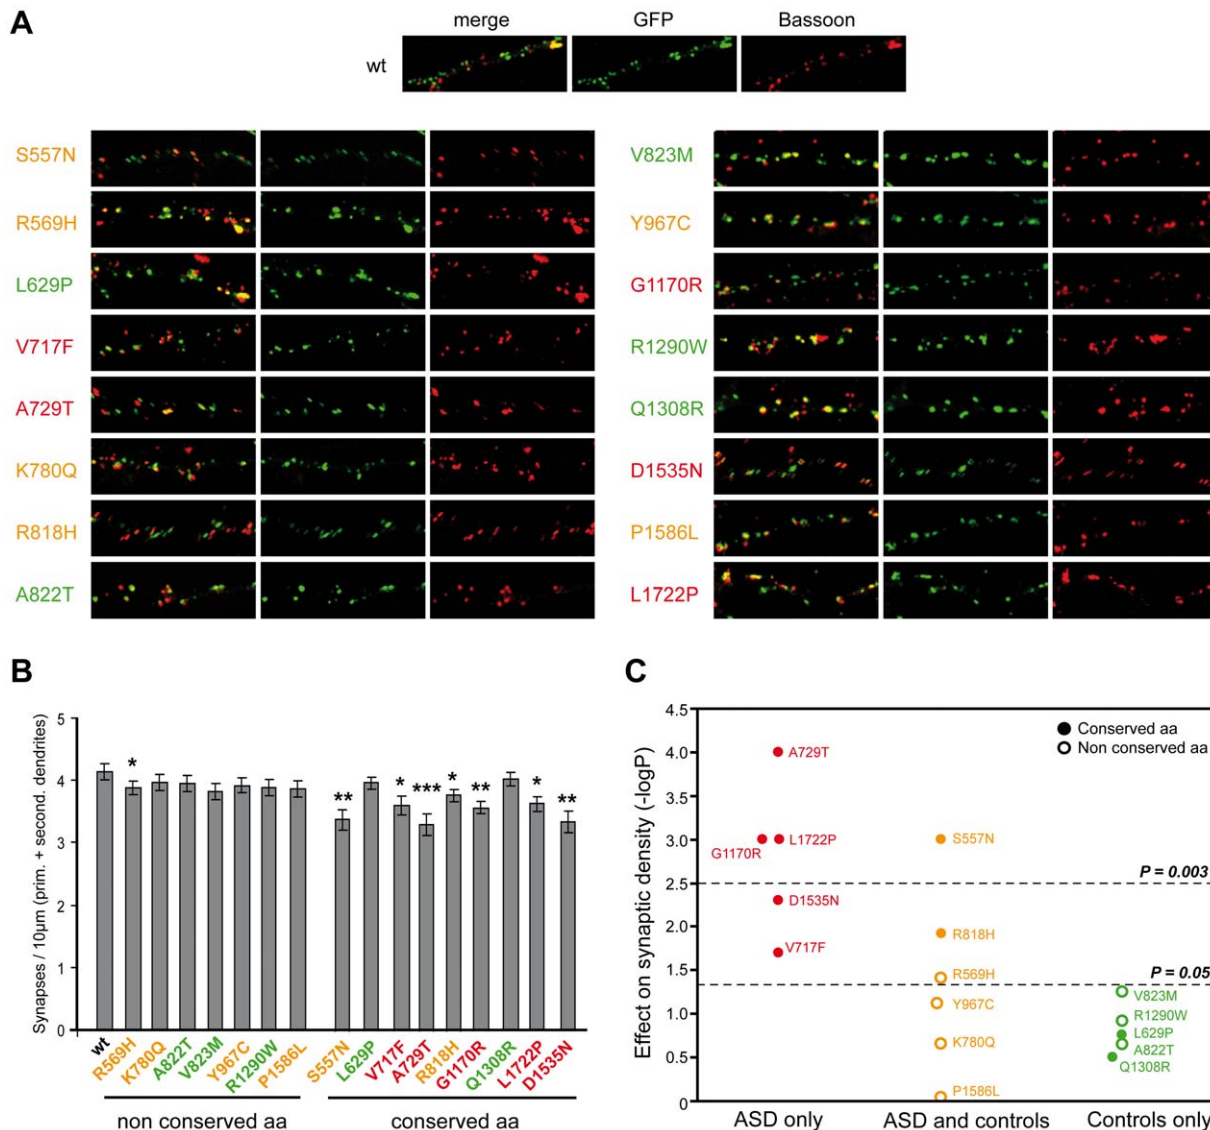 A
merge GFP Bassoon
wt
S557N
R569H
L629P
V717F
A729T
K780Q
R818H
A822T
V823M
Y967C
G1170R
R1290W
Q1308R
D1535N
P1586L
L1722P
B
Synapses / 10µm (prim. + second. dendrites)
5
4
3
2
1
0
* ** * *** * ** * **
wt R569H K780Q A822T V823M Y967C R1290W P1586L S557N L629P V717F A729T R818H G1170R Q1308R L1722P D1535N
non conserved aa conserved aa
C
Effect on synaptic density (-logP)
4.5
4.0
3.5
3.0
2.5
2.0
1.5
1.0
0.5
0
Conserved aa
Non conserved aa
A729T
G1170R
L1722P
D1535N
V717F
S557N
R818H
R569H
Y967C
K780Q
P1586L
P = 0.003
P = 0.05
V823M
R1290W
L629P
A822T
Q1308R
ASD only ASD and controls Controls only